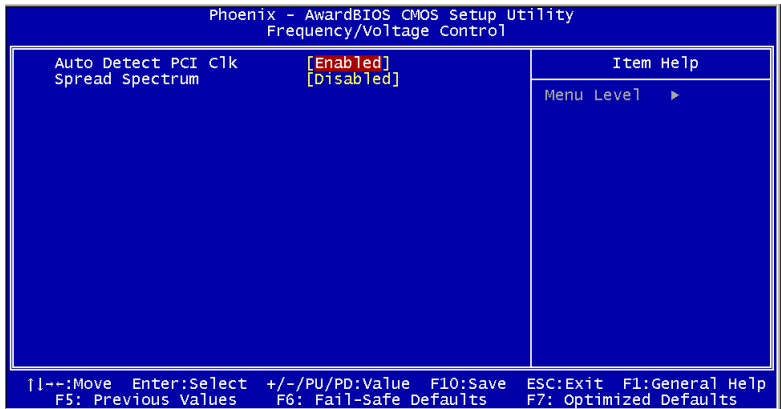 Phoenix - AwardBIOS CMOS Setup Utility
Frequency/Voltage Control
Auto Detect PCI Clk [Enabled]
Spread Spectrum [Disabled]
Item Help
Menu Level ►
↑↓→←:Move Enter:Select +/-/PU/PD:Value F10:Save ESC:Exit F1:General Help
F5: Previous Values F6: Fail-Safe Defaults F7: Optimized Defaults